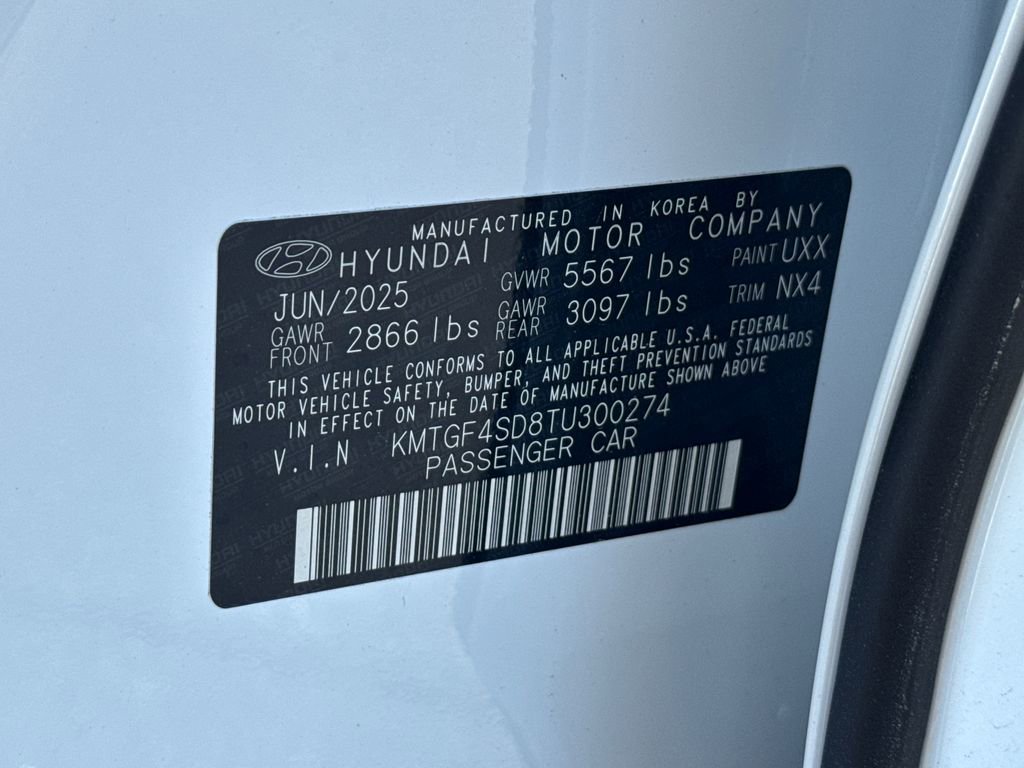 MANUFACTURED IN KOREA BY
HYUNDAI MOTOR COMPANY
JUN/2025 GVWR 5567 lbs PAINT UXX
GAWR FRONT 2866 lbs GAWR REAR 3097 lbs TRIM NX4
THIS VEHICLE CONFORMS TO ALL APPLICABLE U.S.A. FEDERAL
MOTOR VEHICLE SAFETY, BUMPER, AND THEFT PREVENTION STANDARDS
IN EFFECT ON THE DATE OF MANUFACTURE SHOWN ABOVE
V.I.N KMTGF4SD8TU300274
PASSENGER CAR